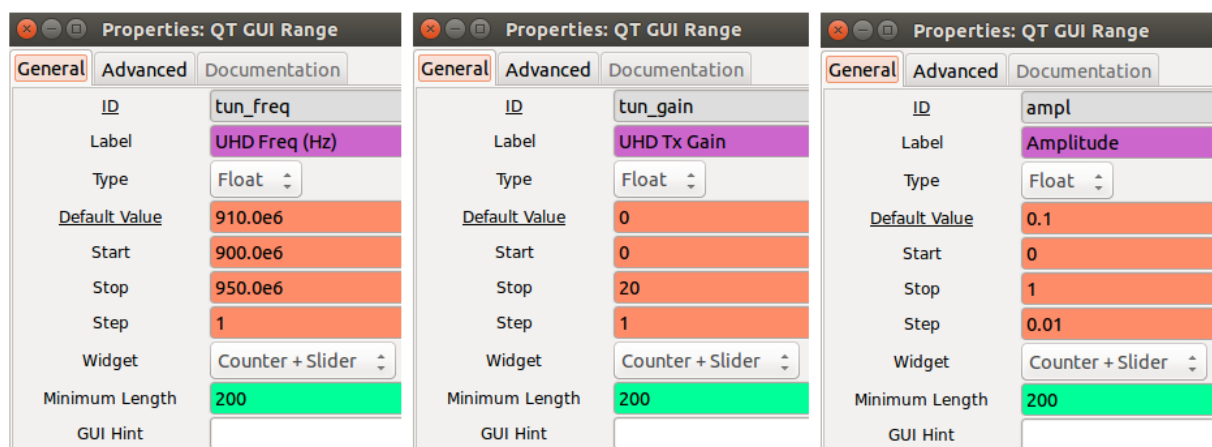 Properties: QT GUI Range
General Advanced Documentation
ID tun_freq
Label UHD Freq (Hz)
Type Float
Default Value 910.0e6
Start 900.0e6
Stop 950.0e6
Step 1
Widget Counter + Slider
Minimum Length 200
GUI Hint
Properties: QT GUI Range
General Advanced Documentation
ID tun_gain
Label UHD Tx Gain
Type Float
Default Value 0
Start 0
Stop 20
Step 1
Widget Counter + Slider
Minimum Length 200
GUI Hint
Properties: QT GUI Range
General Advanced Documentation
ID ampl
Label Amplitude
Type Float
Default Value 0.1
Start 0
Stop 1
Step 0.01
Widget Counter + Slider
Minimum Length 200
GUI Hint